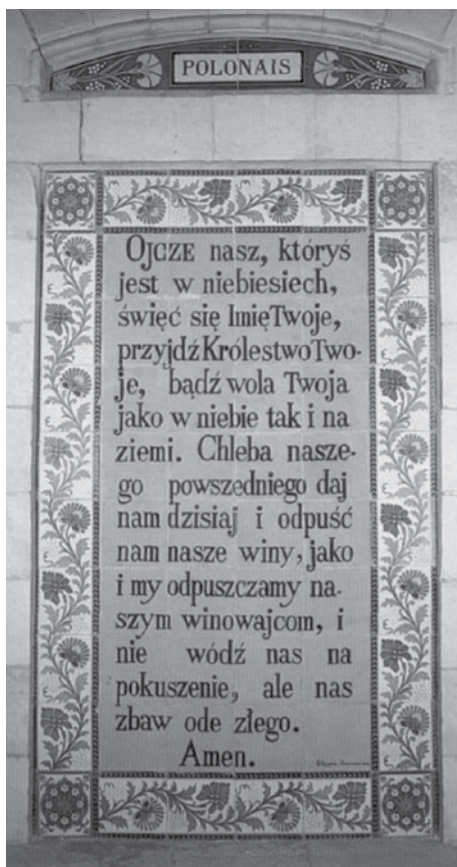 POLONAIS
OJCZE nasz, któryś
jest w niebiesiech,
święć się Imię Twoje,
przyjdź Królestwo Two-
je, bądź wola Twoja
jako w niebie tak i na
ziemi. Chleba nasze-
go powszedniego daj
nam dzisiaj i odpuść
nam nasze winy, jako
i my odpuszczamy na-
szym winowajcom, i
nie wódź nas na
pokuszenie, ale nas
zbaw ode złego.
Amen.